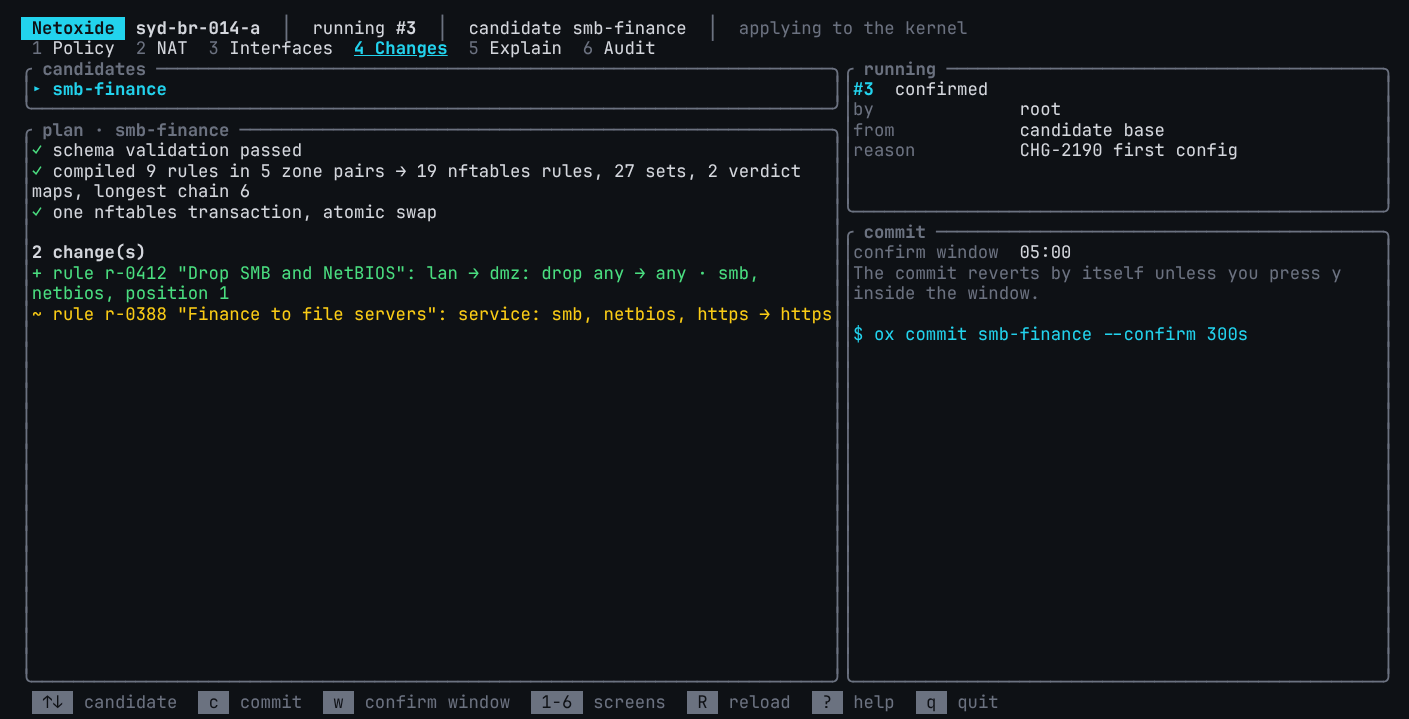 Netoxide syd-br-014-a │ running #3 │ candidate smb-finance │ applying to the kernel
1 Policy 2 NAT 3 Interfaces 4 Changes 5 Explain 6 Audit
candidates
▸ smb-finance
plan · smb-finance
✓ schema validation passed
✓ compiled 9 rules in 5 zone pairs → 19 nftables rules, 27 sets, 2 verdict
maps, longest chain 6
✓ one nftables transaction, atomic swap
2 change(s)
+ rule r-0412 "Drop SMB and NetBIOS": lan → dmz: drop any → any · smb,
netbios, position 1
~ rule r-0388 "Finance to file servers": service: smb, netbios, https → https
running
#3 confirmed
by root
from candidate base
reason CHG-2190 first config
commit
confirm window 05:00
The commit reverts by itself unless you press y
inside the window.
$ ox commit smb-finance --confirm 300s
↑↓ candidate c commit w confirm window 1-6 screens R reload ? help q quit